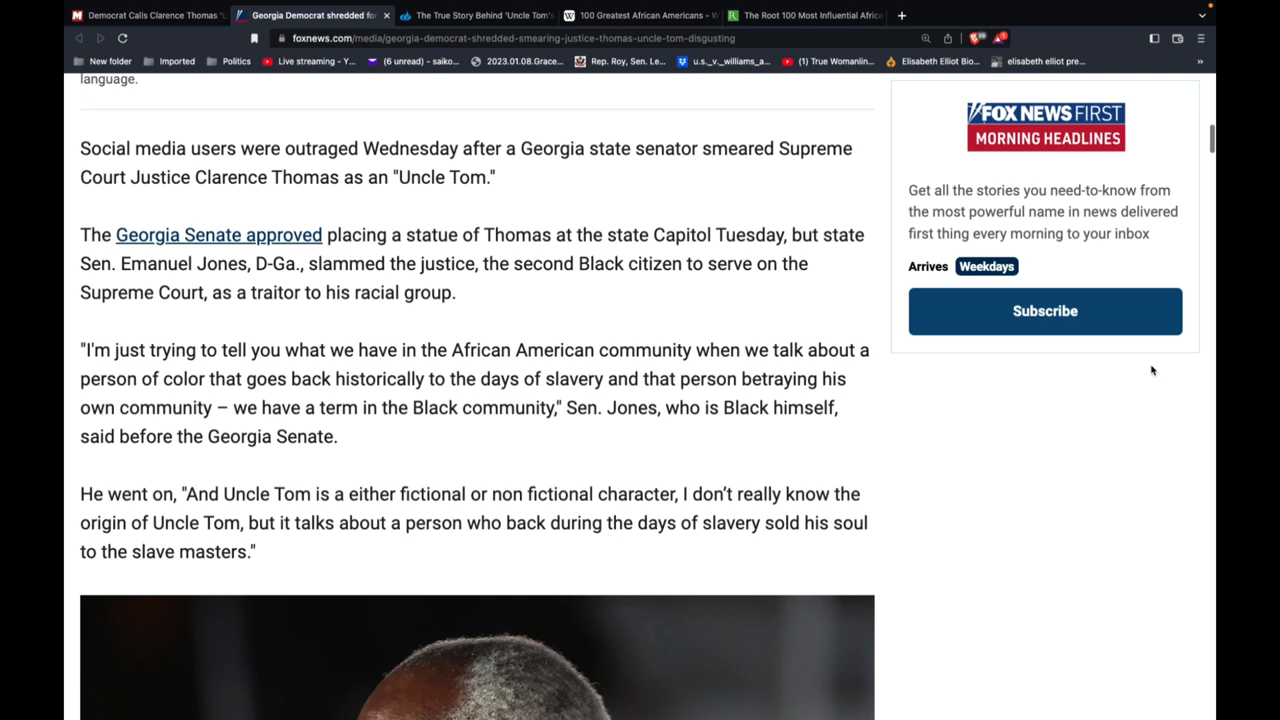 Democrat Calls Clarence Thomas 'U
Georgia Democrat shredded fo
The True Story Behind 'Uncle Tom's
100 Greatest African Americans - W
The Root 100 Most Influential Africa
foxnews.com/media/georgia-democrat-shredded-smearing-justice-thomas-uncle-tom-disgusting
New folder
Imported
Politics
Live streaming - Y...
(6 unread) - saiko...
2023.01.08.Grace...
Rep. Roy, Sen. Le...
u.s._v._williams_a...
(1) True Womanlin...
Elisabeth Elliot Bio...
elisabeth elliot pre...
language.
Social media users were outraged Wednesday after a Georgia state senator smeared Supreme
Court Justice Clarence Thomas as an "Uncle Tom."
The Georgia Senate approved placing a statue of Thomas at the state Capitol Tuesday, but state
Sen. Emanuel Jones, D-Ga., slammed the justice, the second Black citizen to serve on the
Supreme Court, as a traitor to his racial group.
"I'm just trying to tell you what we have in the African American community when we talk about a
person of color that goes back historically to the days of slavery and that person betraying his
own community – we have a term in the Black community," Sen. Jones, who is Black himself,
said before the Georgia Senate.
He went on, "And Uncle Tom is a either fictional or non fictional character, I don't really know the
origin of Uncle Tom, but it talks about a person who back during the days of slavery sold his soul
to the slave masters."
FOX NEWS FIRST
MORNING HEADLINES
Get all the stories you need-to-know from
the most powerful name in news delivered
first thing every morning to your inbox
Arrives Weekdays
Subscribe